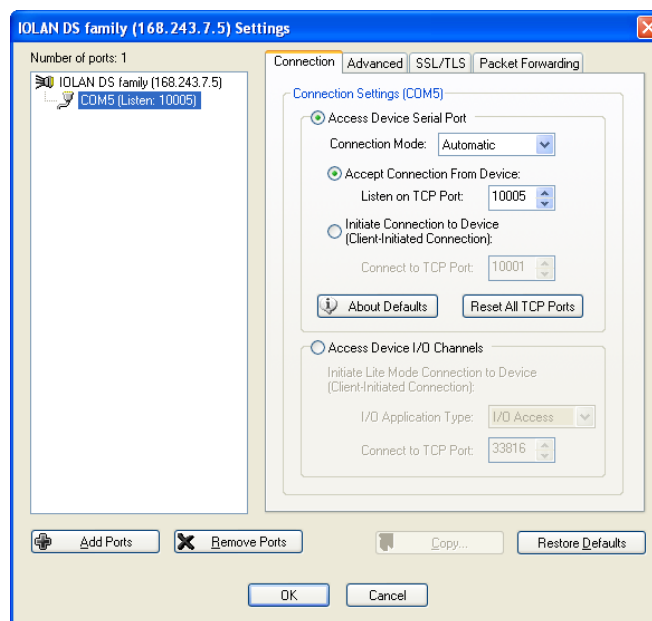 IOLAN DS family (168.243.7.5) Settings
Number of ports: 1
IOLAN DS family (168.243.7.5)
COM5 (Listen: 10005)
Connection
Advanced
SSL/TLS
Packet Forwarding
Connection Settings (COM5)
Access Device Serial Port
Connection Mode: Automatic
Accept Connection From Device:
Listen on TCP Port: 10005
Initiate Connection to Device
(Client-Initiated Connection):
Connect to TCP Port: 10001
About Defaults
Reset All TCP Ports
Access Device I/O Channels
Initiate Lite Mode Connection to Device
(Client-Initiated Connection):
I/O Application Type: I/O Access
Connect to TCP Port: 33816
Add Ports
Remove Ports
Copy...
Restore Defaults
OK
Cancel